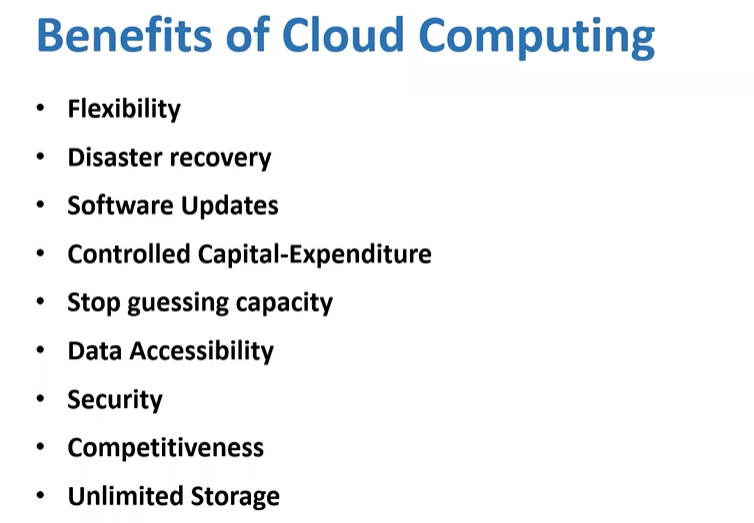 Benefits of Cloud Computing
• Flexibility
• Disaster recovery
• Software Updates
• Controlled Capital-Expenditure
• Stop guessing capacity
• Data Accessibility
• Security
• Competitiveness
• Unlimited Storage